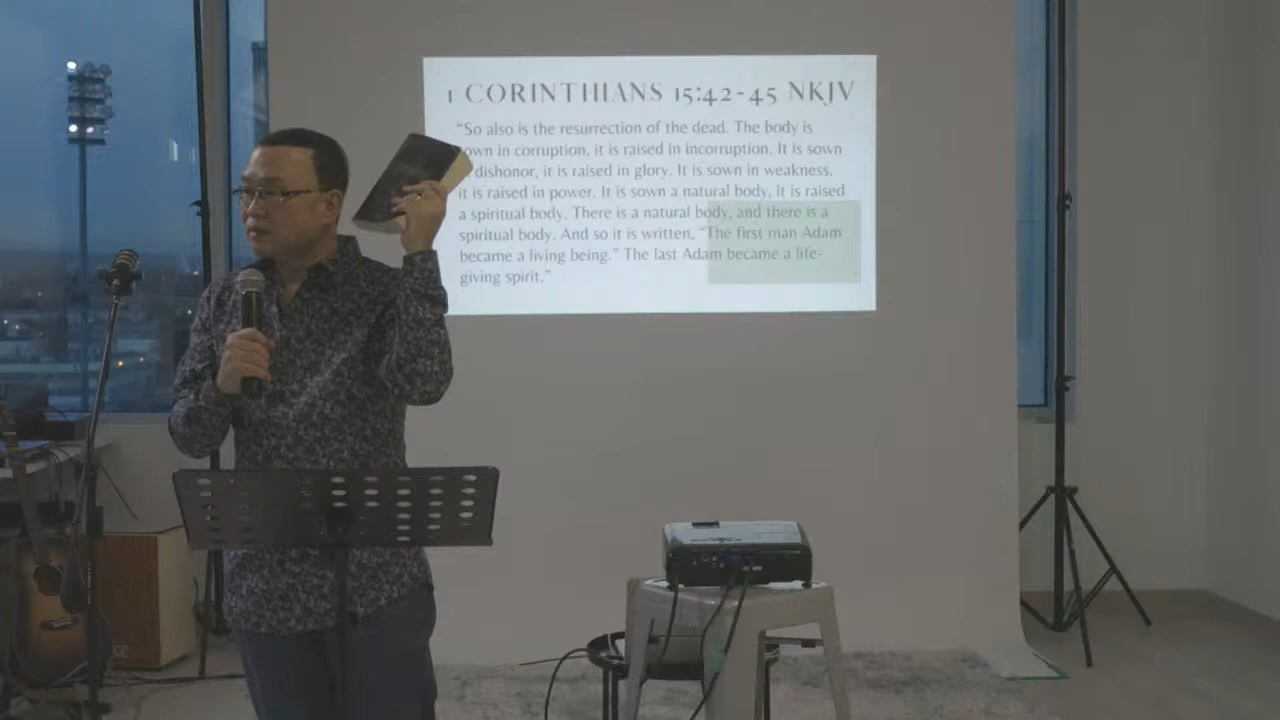 1 CORINTHIANS 15:42-45 NKJV
“So also is the resurrection of the dead. The body is
own in corruption, it is raised in incorruption. It is sown
dishonor, it is raised in glory. It is sown in weakness,
it is raised in power. It is sown a natural body, it is raised
a spiritual body. There is a natural body, and there is a
spiritual body. And so it is written, “The first man Adam
became a living being.” The last Adam became a life-
giving spirit.”